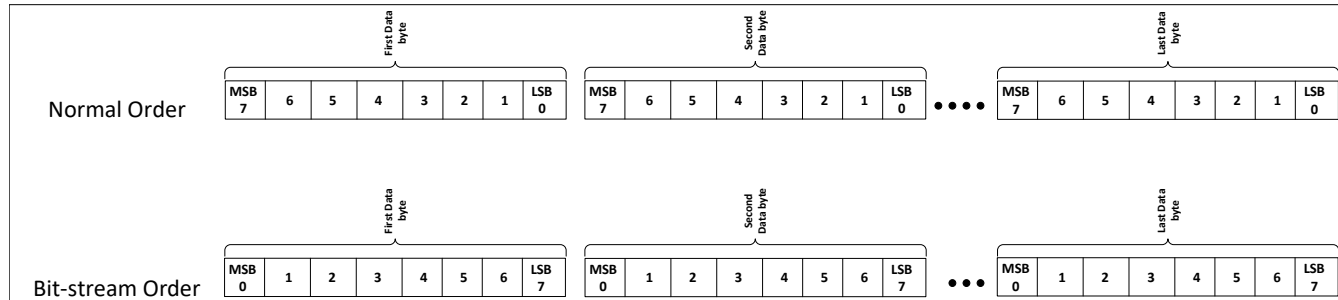 First Data
byte
Second
Data byte
Last Data
byte
Normal Order
MSB
7 6 5 4 3 2 1 LSB
0
MSB
7 6 5 4 3 2 1 LSB
0
MSB
7 6 5 4 3 2 1 LSB
0
First Data
byte
Second
Data byte
Last Data
byte
Bit-stream Order
MSB
0 1 2 3 4 5 6 LSB
7
MSB
0 1 2 3 4 5 6 LSB
7
MSB
0 1 2 3 4 5 6 LSB
7